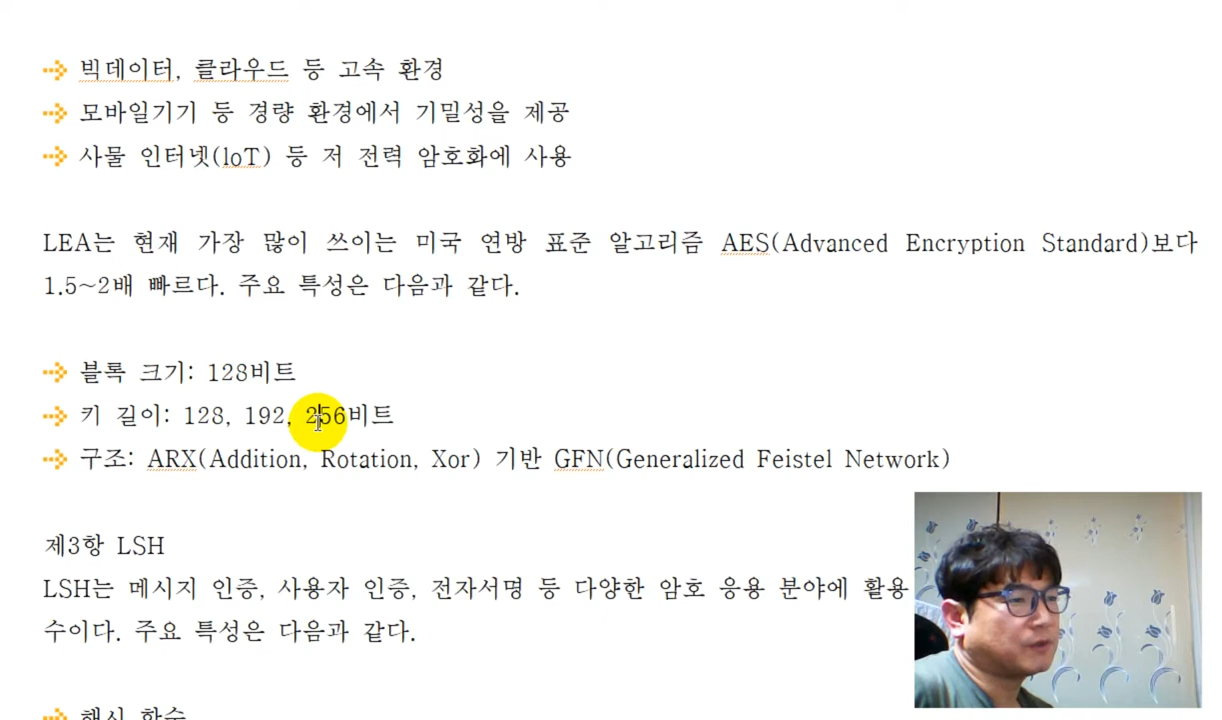 빅데이터, 클라우드 등 고속 환경
모바일기기 등 경량 환경에서 기밀성을 제공
사물 인터넷(loT) 등 저 전력 암호화에 사용
LEA는 현재 가장 많이 쓰이는 미국 연방 표준 알고리즘 AES(Advanced Encryption Standard)보다
1.5~2배 빠르다. 주요 특성은 다음과 같다.
블록 크기: 128비트
키 길이: 128, 192, 256비트
구조: ARX(Addition, Rotation, Xor) 기반 GFN(Generalized Feistel Network)
제3항 LSH
LSH는 메시지 인증, 사용자 인증, 전자서명 등 다양한 암호 응용 분야에 활용
수이다. 주요 특성은 다음과 같다.
해시 함수